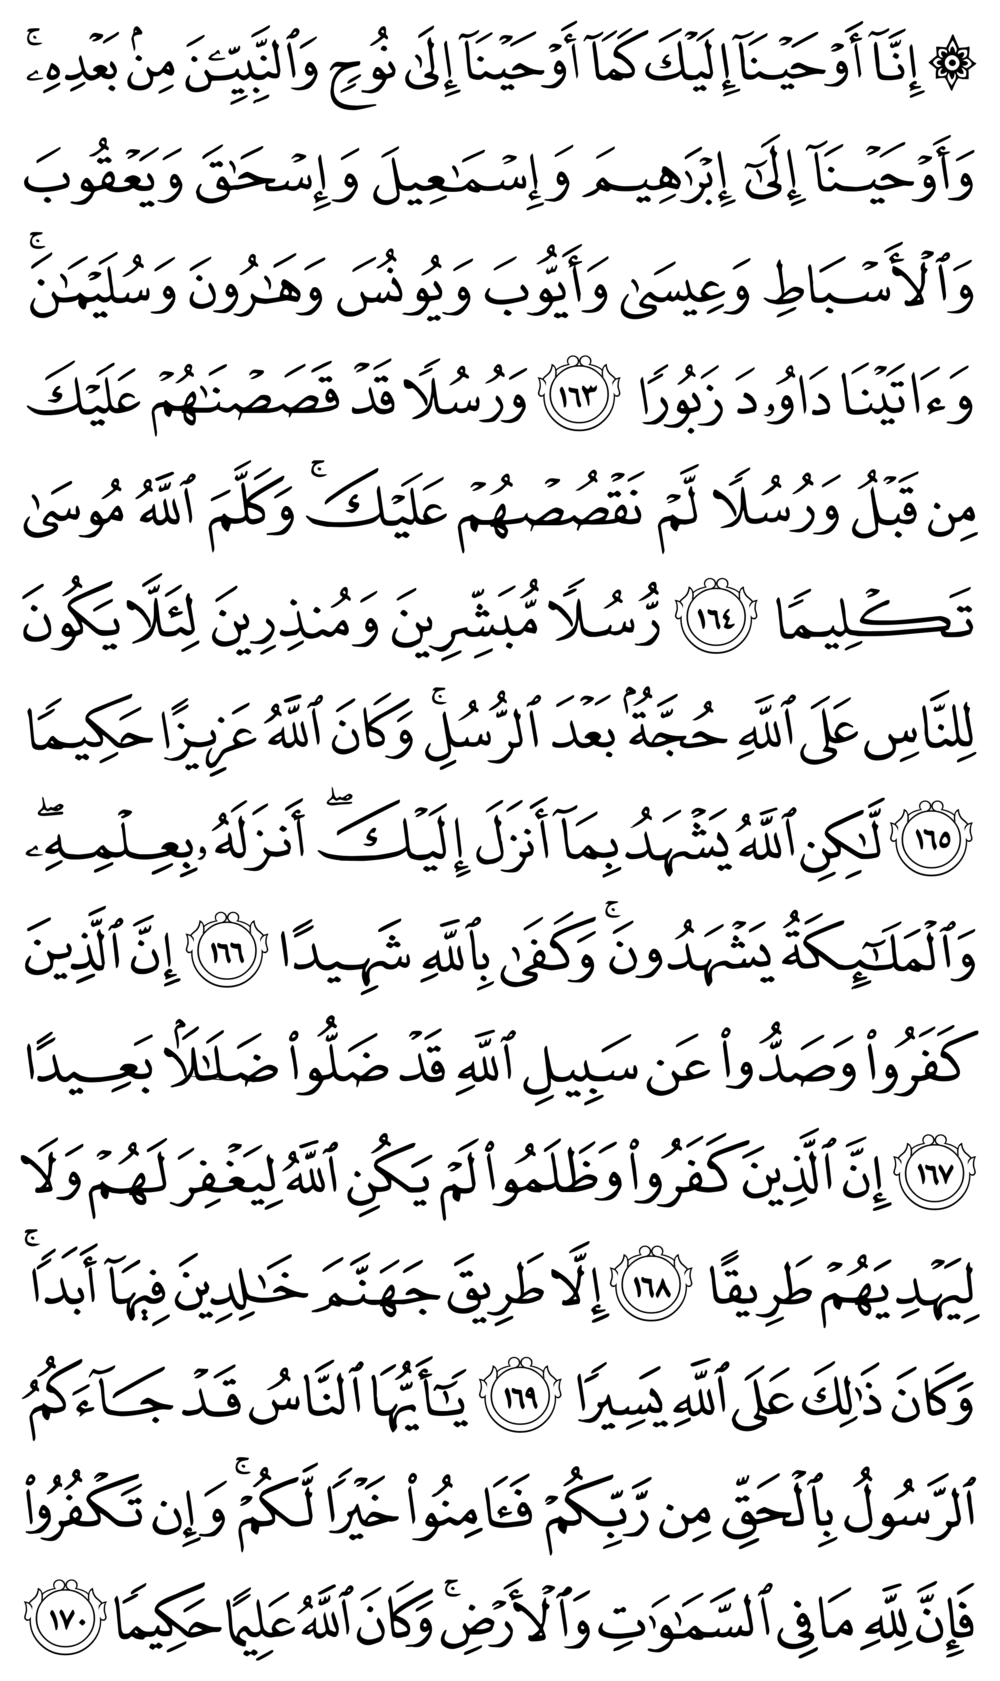 ۞ إِنَّآ أَوۡحَيۡنَآ إِلَيۡكَ كَمَآ أَوۡحَيۡنَآ إِلَىٰ نُوحٖ وَٱلنَّبِيِّـۧنَ مِنۢ بَعۡدِهِۦۚ
وَأَوۡحَيۡنَآ إِلَىٰٓ إِبۡرَٰهِيمَ وَإِسۡمَٰعِيلَ وَإِسۡحَٰقَ وَيَعۡقُوبَ
وَٱلۡأَسۡبَاطِ وَعِيسَىٰ وَأَيُّوبَ وَيُونُسَ وَهَٰرُونَ وَسُلَيۡمَٰنَۚ
وَءَاتَيۡنَا دَاوُۥدَ زَبُورٗا ١٦٣ وَرُسُلٗا قَدۡ قَصَصۡنَٰهُمۡ عَلَيۡكَ
مِن قَبۡلُ وَرُسُلٗا لَّمۡ نَقۡصُصۡهُمۡ عَلَيۡكَۚ وَكَلَّمَ ٱللَّهُ مُوسَىٰ
تَكۡلِيمٗا ١٦٤ رُّسُلٗا مُّبَشِّرِينَ وَمُنذِرِينَ لِئَلَّا يَكُونَ
لِلنَّاسِ عَلَى ٱللَّهِ حُجَّةُۢ بَعۡدَ ٱلرُّسُلِۚ وَكَانَ ٱللَّهُ عَزِيزًا حَكِيمٗا
١٦٥ لَّٰكِنِ ٱللَّهُ يَشۡهَدُ بِمَآ أَنزَلَ إِلَيۡكَۖ أَنزَلَهُۥ بِعِلۡمِهِۦۖ
وَٱلۡمَلَٰٓئِكَةُ يَشۡهَدُونَۚ وَكَفَىٰ بِٱللَّهِ شَهِيدًا ١٦٦ إِنَّ ٱلَّذِينَ
كَفَرُواْ وَصَدُّواْ عَن سَبِيلِ ٱللَّهِ قَدۡ ضَلُّواْ ضَلَٰلَۢا بَعِيدًا
١٦٧ إِنَّ ٱلَّذِينَ كَفَرُواْ وَظَلَمُواْ لَمۡ يَكُنِ ٱللَّهُ لِيَغۡفِرَ لَهُمۡ وَلَا
لِيَهۡدِيَهُمۡ طَرِيقًا ١٦٨ إِلَّا طَرِيقَ جَهَنَّمَ خَٰلِدِينَ فِيهَآ أَبَدٗاۚ
وَكَانَ ذَٰلِكَ عَلَى ٱللَّهِ يَسِيرٗا ١٦٩ يَٰٓأَيُّهَا ٱلنَّاسُ قَدۡ جَآءَكُمُ
ٱلرَّسُولُ بِٱلۡحَقِّ مِن رَّبِّكُمۡ فَـَٔامِنُواْ خَيۡرٗا لَّكُمۡۚ وَإِن تَكۡفُرُواْ
فَإِنَّ لِلَّهِ مَا فِي ٱلسَّمَٰوَٰتِ وَٱلۡأَرۡضِۚ وَكَانَ ٱللَّهُ عَلِيمًا حَكِيمٗا ١٧٠